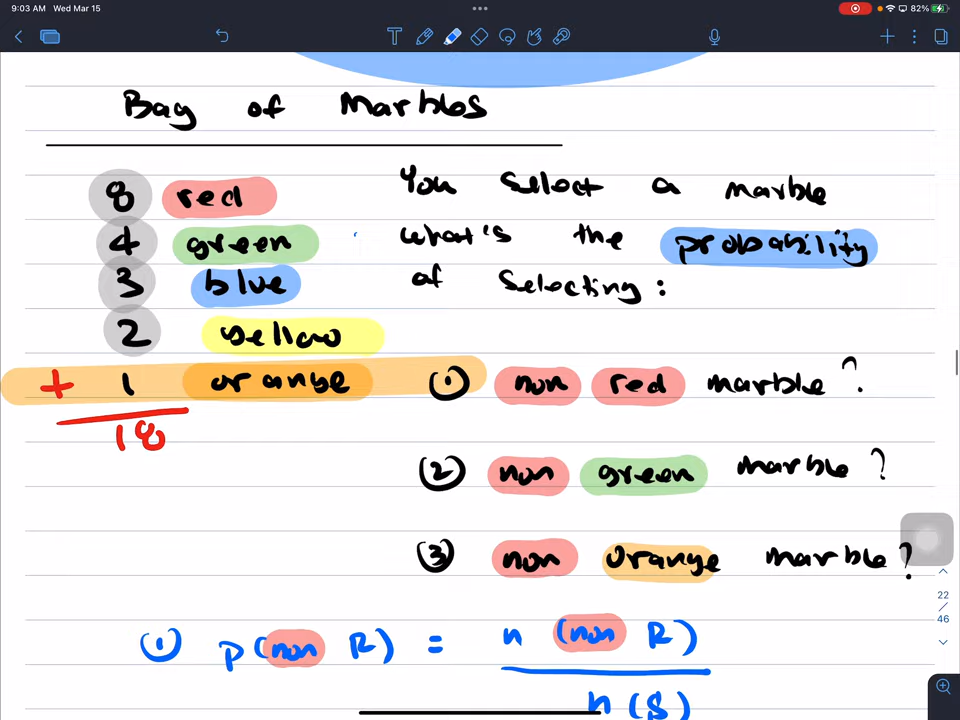 9:03 AM Wed Mar 15
82%
T
Bag of Marbles
8 red
4 green
3 blue
2 yellow
+ 1 orange
18
You select a marble
what's the probability
of selecting:
① non red marble?
② non green marble?
③ non orange marble?
22
/
46
① p(non R) = n (non R)
n (S)